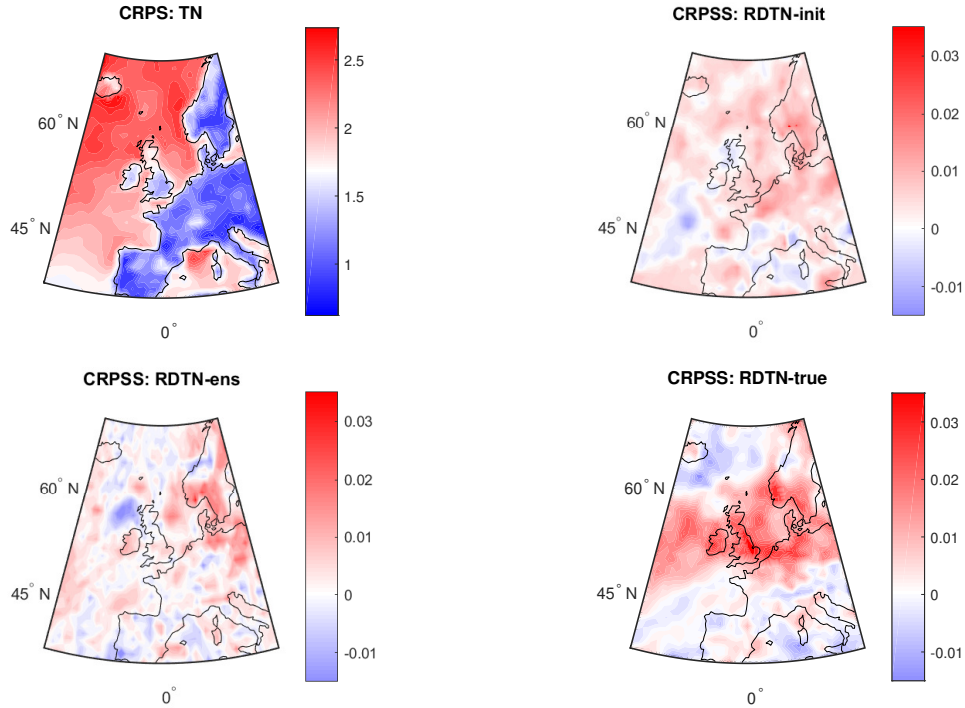 CRPS: TN
60° N
45° N
0°
2.5
2
1.5
1
CRPSS: RDTN-init
60° N
45° N
0°
0.03
0.02
0.01
0
-0.01
CRPSS: RDTN-ens
60° N
45° N
0°
0.03
0.02
0.01
0
-0.01
CRPSS: RDTN-true
60° N
45° N
0°
0.03
0.02
0.01
0
-0.01